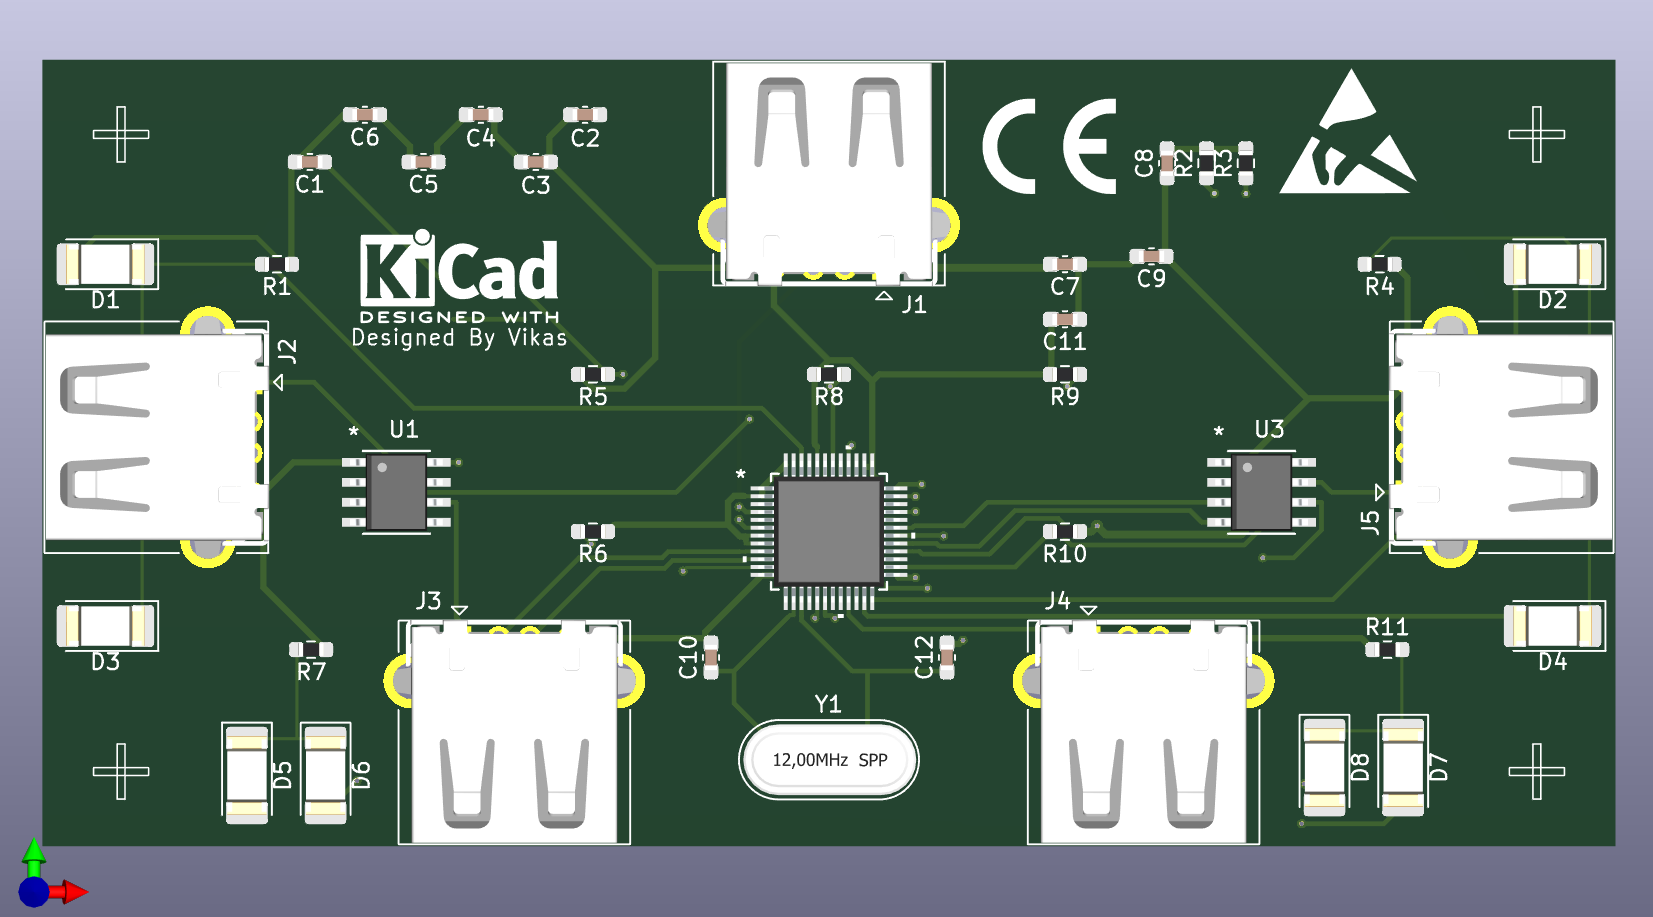 C6
C4
C2
C1
C5
C3
C8
R2
R3
CE
D1
R1
KiCad
DESIGNED WITH
Designed By Vikas
J1
C7
C9
R4
D2
C11
J2
R5
R8
R9
* U1
* U3
*
J5
R6
R10
J3
J4
D3
R7
C10
C12
R11
D4
Y1
12,00MHz SPP
D5
D6
D8
D7